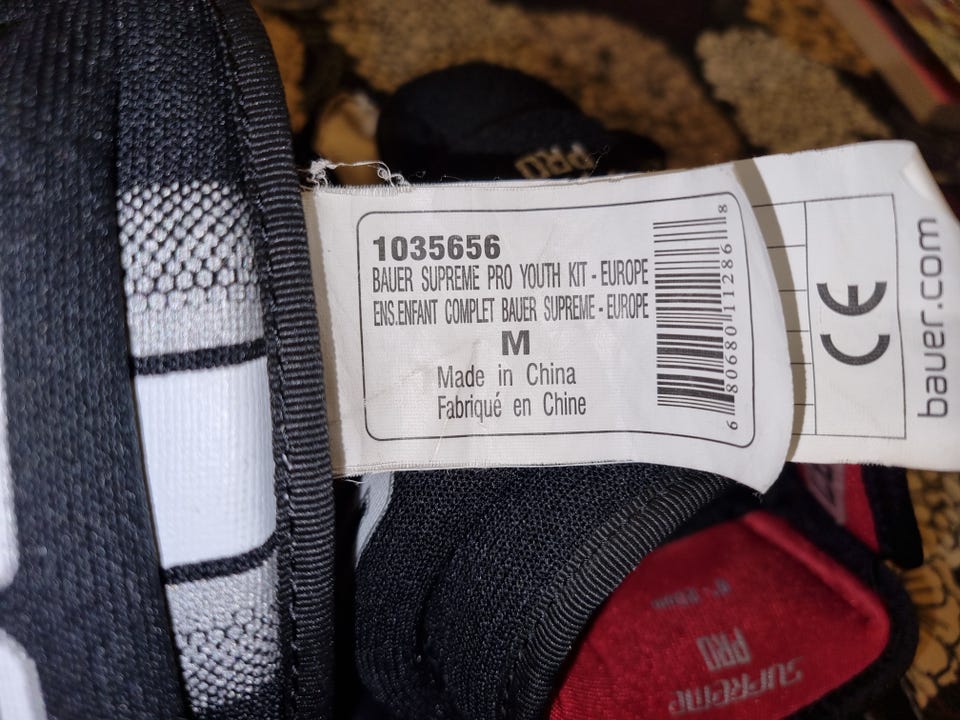 PRO
1035656
BAUER SUPREME PRO YOUTH KIT - EUROPE
ENS.ENFANT COMPLET BAUER SUPREME - EUROPE
M
Made in China
Fabriqué en Chine
6 80680 11286 8
CE
bauer.com
SUPREME
PRO